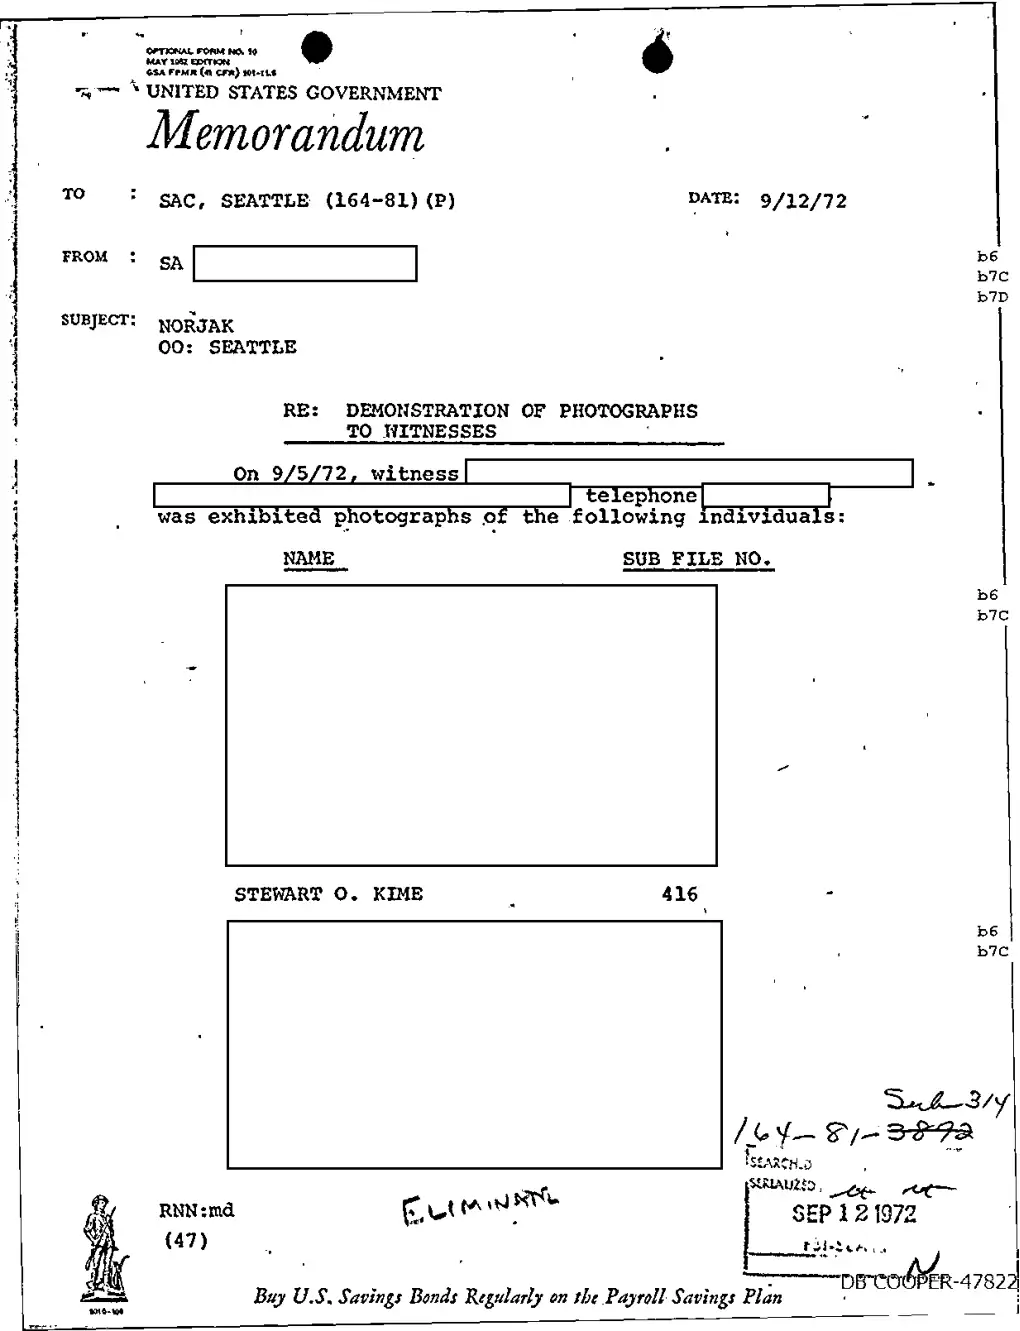 OPTIONAL FORM NO. 10
MAY 1962 EDITION
GSA FPMR (41 CFR) 101-11.6
UNITED STATES GOVERNMENT
Memorandum
TO : SAC, SEATTLE (164-81)(P) DATE: 9/12/72
FROM : SA
b6
b7C
b7D
SUBJECT: NORJAK
OO: SEATTLE
RE: DEMONSTRATION OF PHOTOGRAPHS
TO WITNESSES
On 9/5/72, witness
telephone
was exhibited photographs of the following individuals:
NAME SUB FILE NO.
b6
b7C
STEWART O. KIME 416
b6
b7C
Sub 314
164-81-3892
SEARCHED
SERIALIZED
SEP 12 1972
RNN:md
(47)
ELIMINATE
DB COOPER-47822
Buy U.S. Savings Bonds Regularly on the Payroll Savings Plan
5010-108